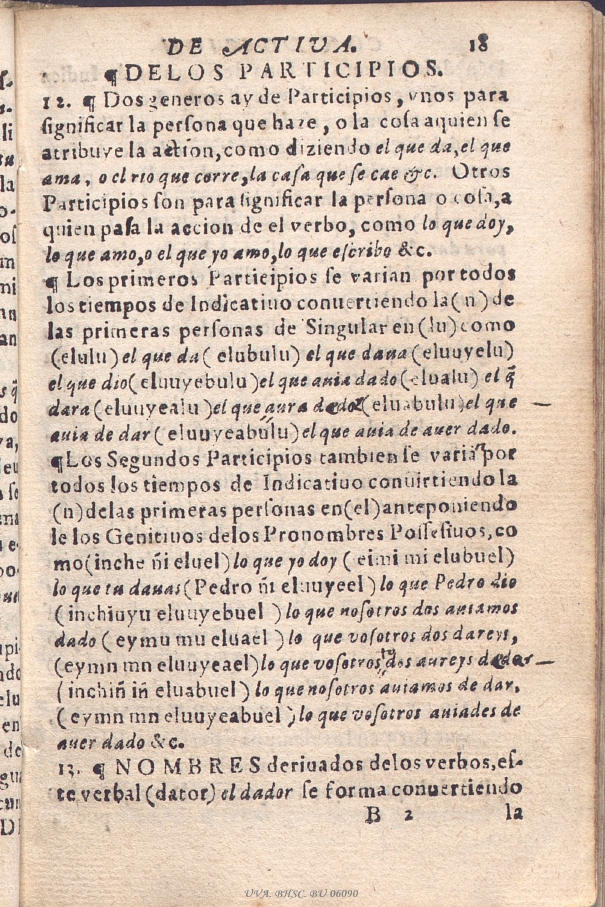 DE ACTIUA. 18
¶DELOS PARTICIPIOS.
12. ¶ Dos generos ay de Participios, vnos para
significar la persona que haze, o la cosa aquien se
atribuye la action, como diziendo el que da, el que
ama, o el rio que corre, la casa que se cae &c. Otros
Participios son para significar la persona o cosa, a
quien pasa la accion de el verbo, como lo que doy,
lo que amo, o el que yo amo, lo que escribo &c.
¶ Los primeros Participios se varian por todos
los tiempos de Indicatiuo conuertiendo la (n) de
las primeras personas de Singular en (lu) como
(elulu) el que da (elubulu) el que daua (eluuyelu)
el que dio (eluuyebulu) el que auia dado (elualu) el q̃
dara (eluuyealu) el que aura dado (eluabulu) el que
auia de dar (eluuyeabulu) el que auia de auer dado.
¶Los Segundos Participios tambien se varian por
todos los tiempos de Indicatiuo conuirtiendo la
(n) delas primeras personas en (el) anteponiendo
le los Genitiuos delos Pronombres Possessiuos, co
mo (inche ñi eluel) lo que yo doy (eimi mi elubuel)
lo que tu dauas (Pedro ñi eluuyeel) lo que Pedro dio
(inchiuyu eluuyebuel) lo que nosotros dos auiamos
dado (eymu mu eluael) lo que vosotros dos dareys,
(eymn mn eluuyeael) lo que vosotros dos aureys dado
(inchiñ iñ eluabuel) lo que nosotros auiamos de dar,
(eymn mn eluuyeabuel) lo que vosotros auiades de
auer dado &c.
13. ¶ NOMBRES deriuados delos verbos, es-
te verbal (dator) el dador se forma conuertiendo
B 2 la
UVA. BHSC. BU 06090